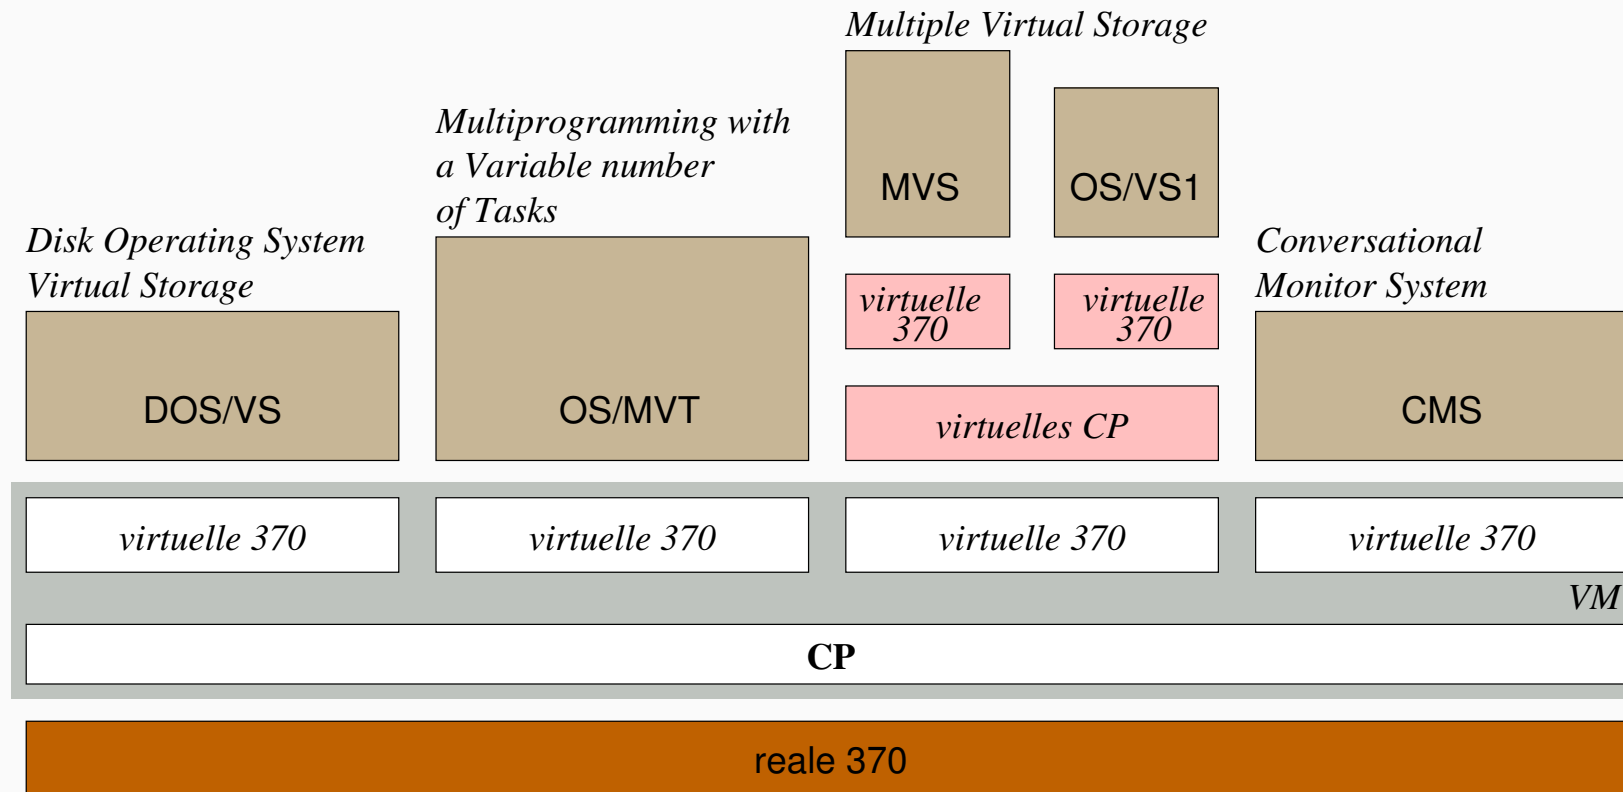 Multiple Virtual Storage
Multiprogramming with
a Variable number
of Tasks
MVS
OS/VS1
Disk Operating System
Virtual Storage
Conversational
Monitor System
virtuelle
370
virtuelle
370
DOS/VS
OS/MVT
virtuelles CP
CMS
virtuelle 370
virtuelle 370
virtuelle 370
virtuelle 370
VM
CP
reale 370